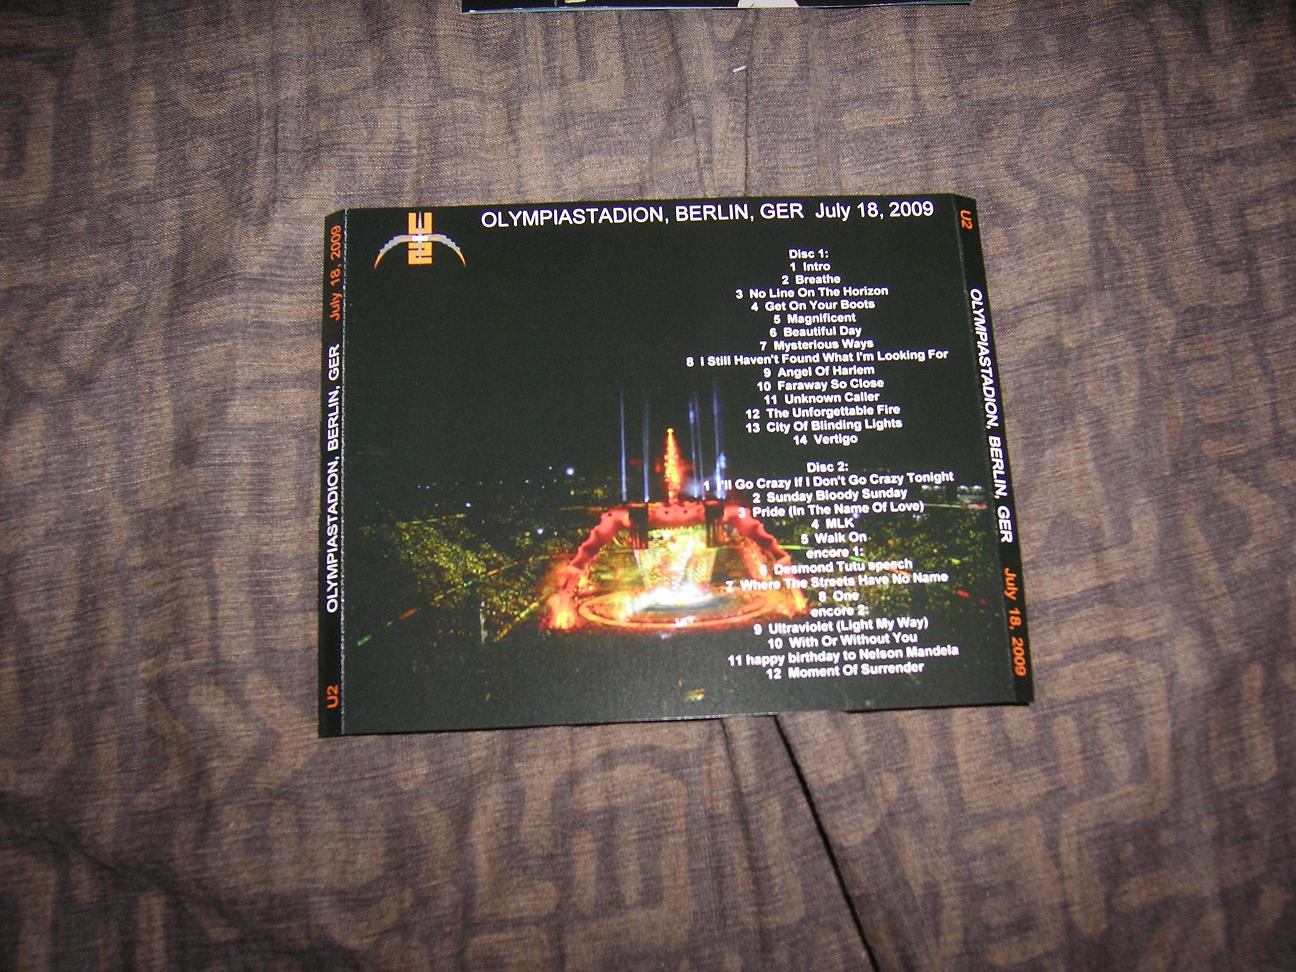 OLYMPIASTADION, BERLIN, GER July 18, 2009
Disc 1:
1 Intro
2 Breathe
3 No Line On The Horizon
4 Get On Your Boots
5 Magnificent
6 Beautiful Day
7 Mysterious Ways
8 I Still Haven't Found What I'm Looking For
9 Angel Of Harlem
10 Faraway So Close
11 Unknown Caller
12 The Unforgettable Fire
13 City Of Blinding Lights
14 Vertigo
Disc 2:
1 I'll Go Crazy If I Don't Go Crazy Tonight
2 Sunday Bloody Sunday
3 Pride (In The Name Of Love)
4 MLK
5 Walk On
encore 1:
6 Desmond Tutu speech
7 Where The Streets Have No Name
8 One
encore 2:
9 Ultraviolet (Light My Way)
10 With Or Without You
11 happy birthday to Nelson Mandela
12 Moment Of Surrender
U2 OLYMPIASTADION, BERLIN, GER July 18, 2009
U2 OLYMPIASTADION, BERLIN, GER July 18, 2009